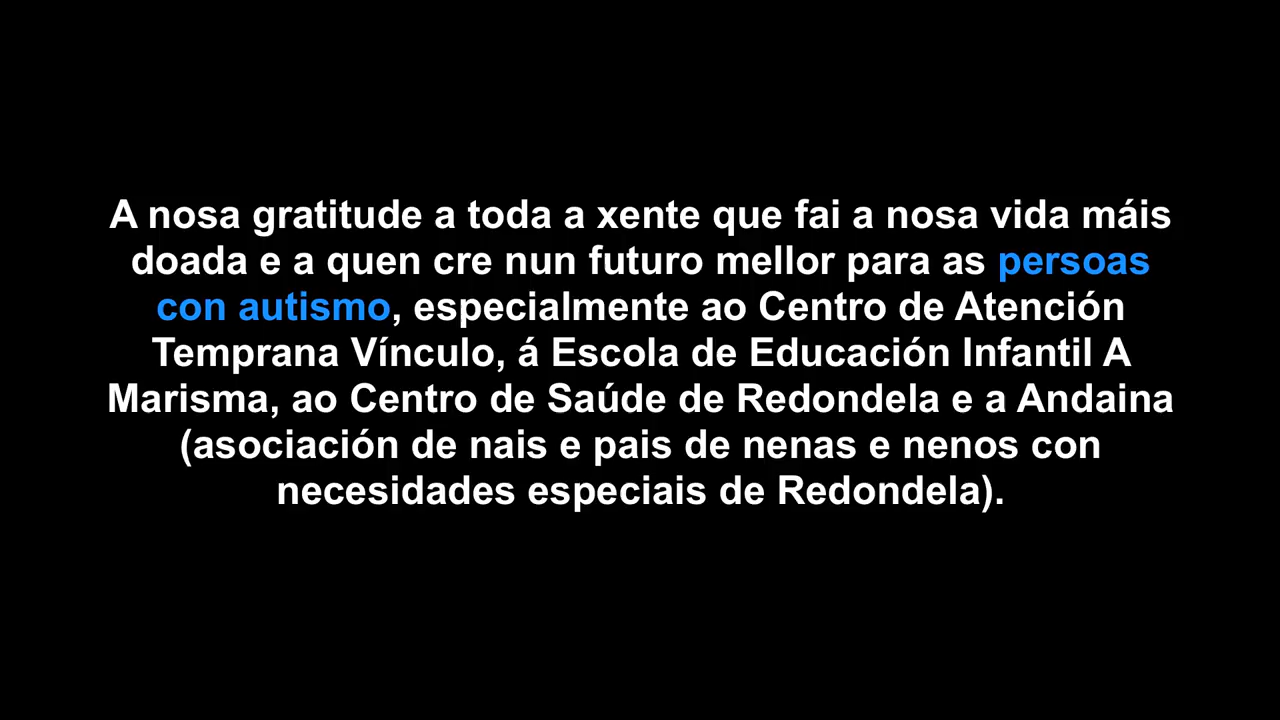 A nosa gratitude a toda a xente que fai a nosa vida máis
doada e a quen cre nun futuro mellor para as persoas
con autismo, especialmente ao Centro de Atención
Temprana Vínculo, á Escola de Educación Infantil A
Marisma, ao Centro de Saúde de Redondela e a Andaina
(asociación de nais e pais de nenas e nenos con
necesidades especiais de Redondela).